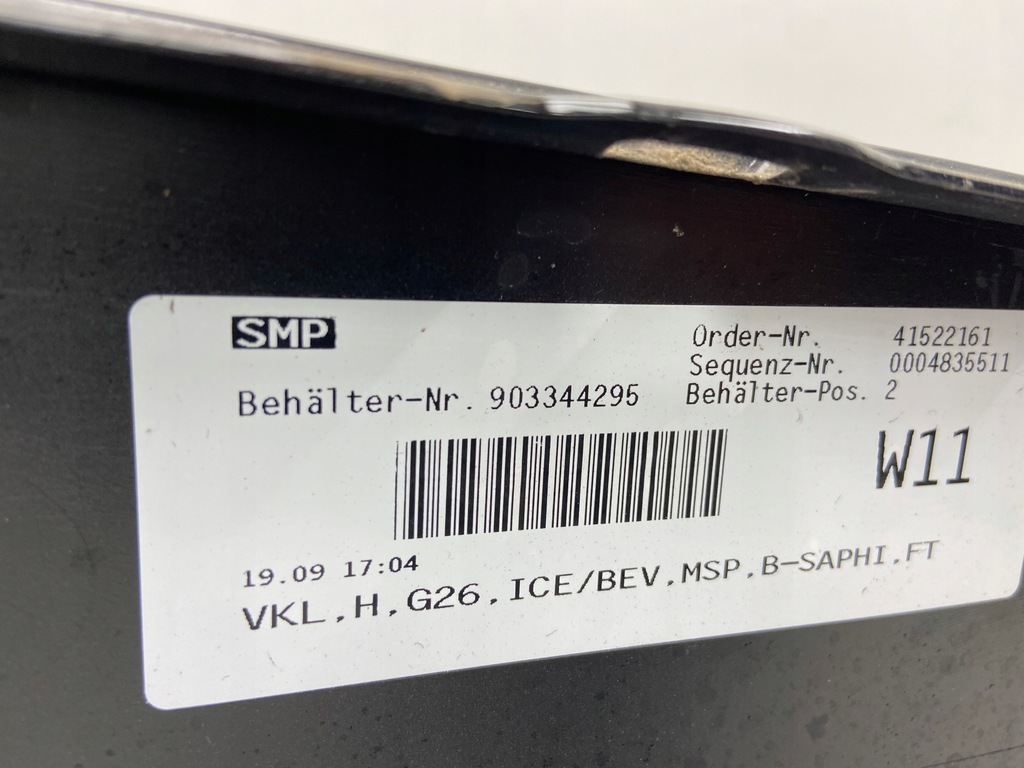 SMP
Order-Nr. 41522161
Sequenz-Nr. 0004835511
Behälter-Nr. 903344295 Behälter-Pos. 2
W11
19.09 17:04
VKL,H,G26,ICE/BEV,MSP,B-SAPHI,FT